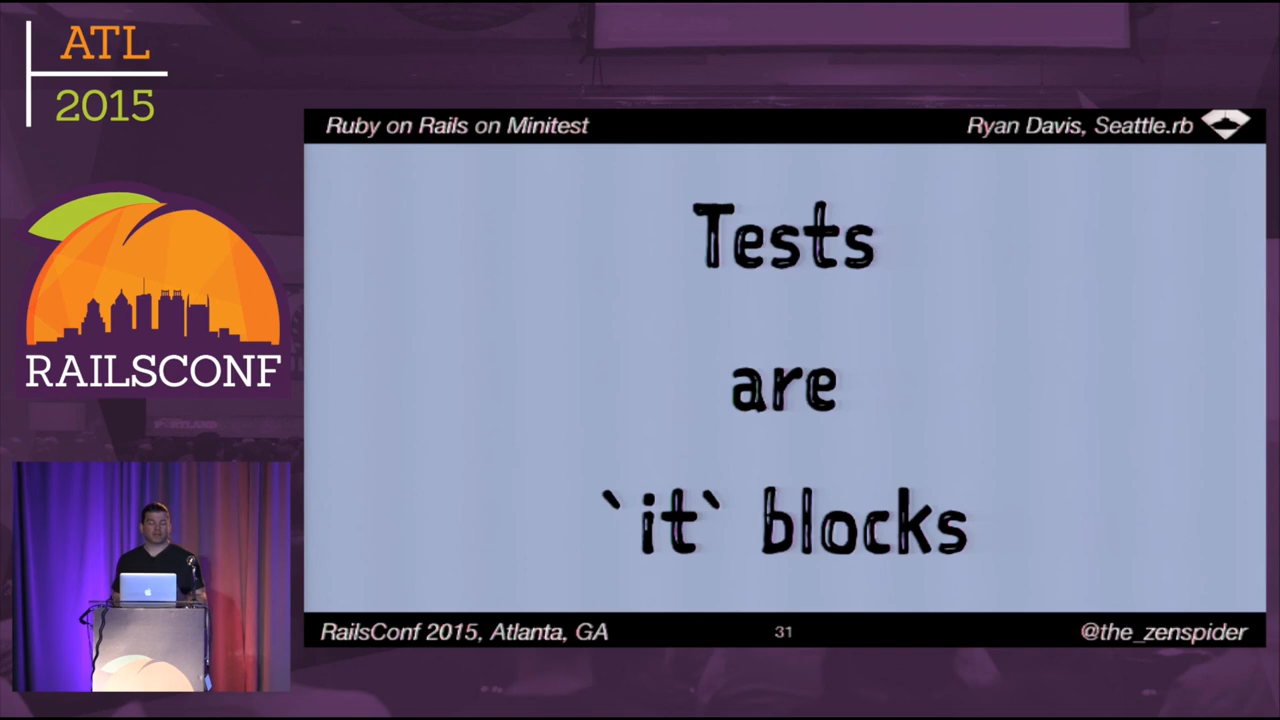 ATL
2015
RAILSCONF
Ruby on Rails on Minitest
Ryan Davis, Seattle.rb
Tests
are
`it` blocks
RailsConf 2015, Atlanta, GA
31
@the_zenspider